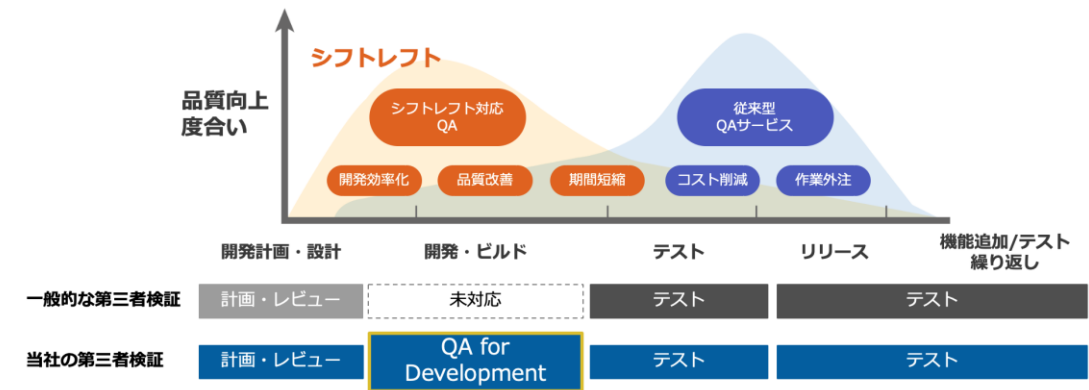 シフトレフト
品質向上
度合い
シフトレフト対応
QA
従来型
QAサービス
開発効率化
品質改善
期間短縮
コスト削減
作業外注
開発計画・設計
開発・ビルド
テスト
リリース
機能追加/テスト
繰り返し
一般的な第三者検証
計画・レビュー
未対応
テスト
テスト
当社の第三者検証
計画・レビュー
QA for
Development
テスト
テスト